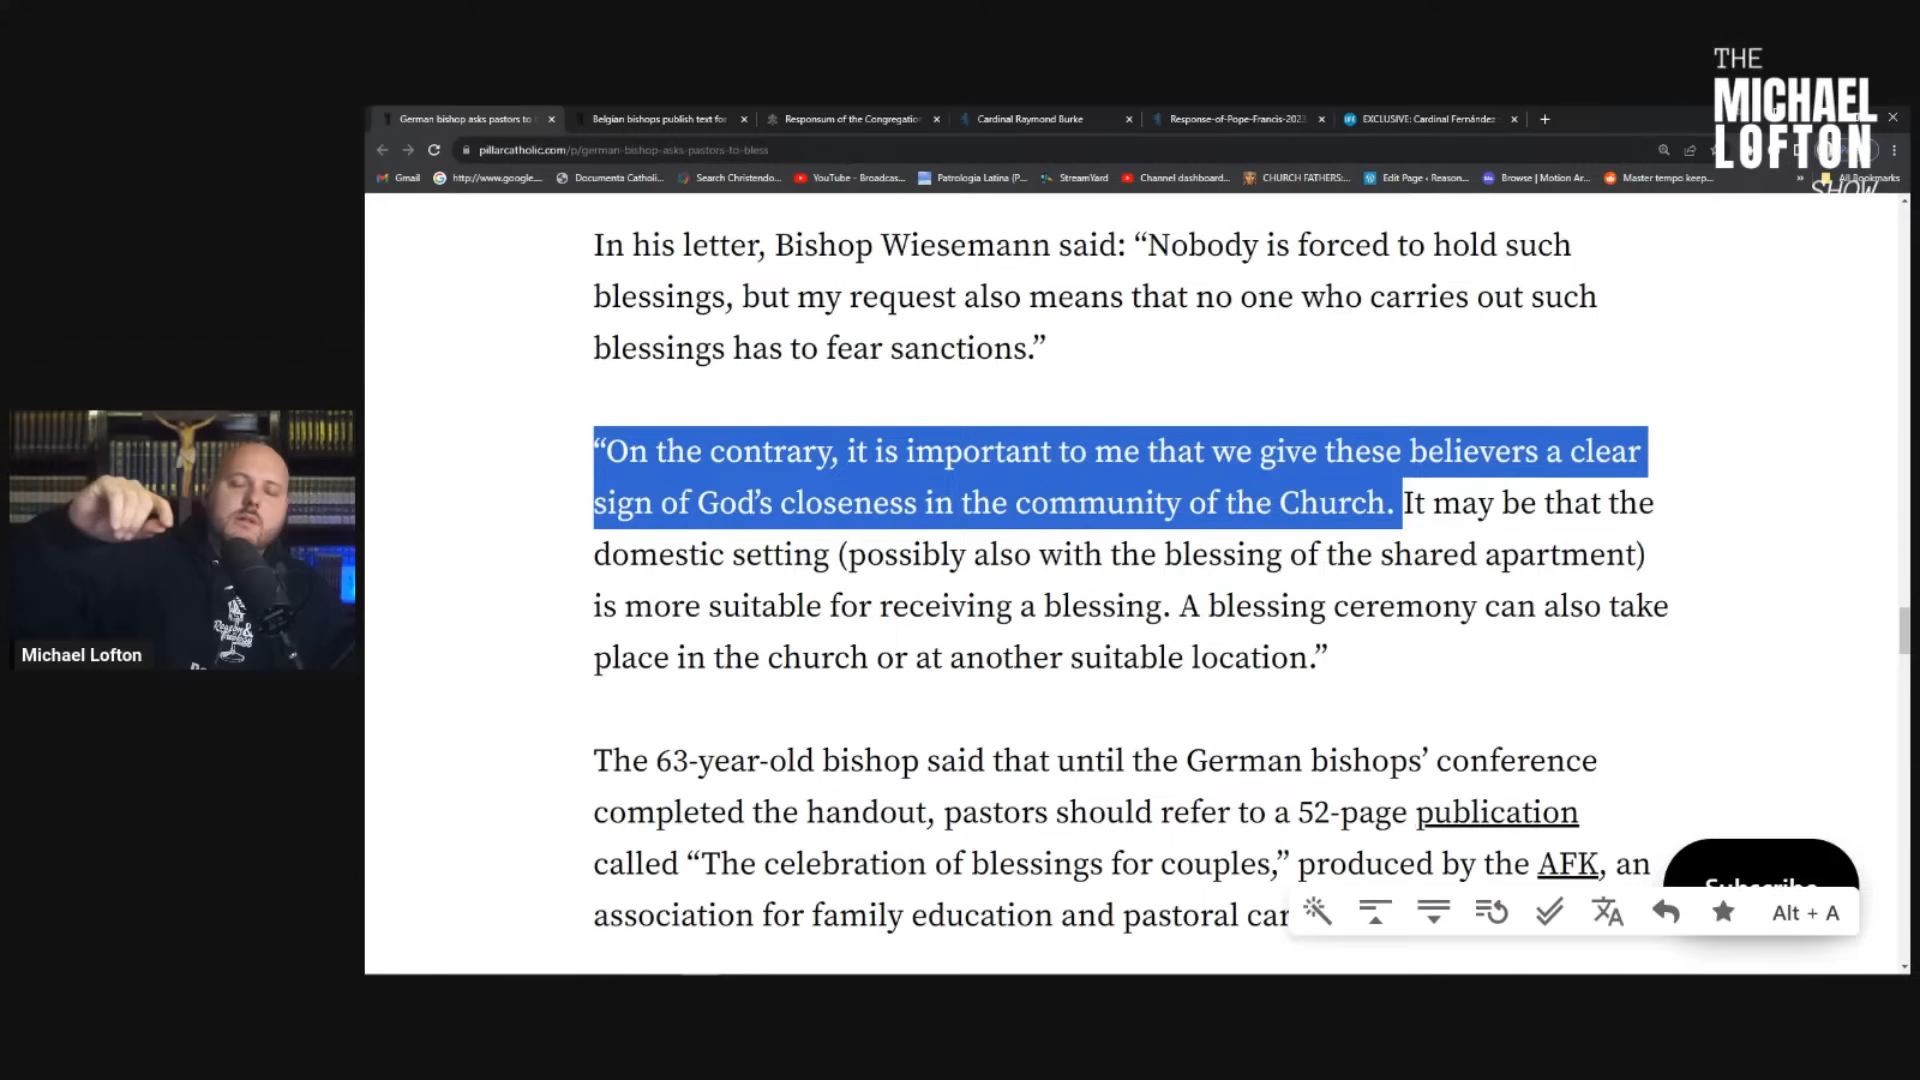 THE
MICHAEL
LOFTON
SHOW
German bishop asks pastors to
Belgian bishops publish text for
Responsum of the Congregation
Cardinal Raymond Burke
Response-of-Pope-Francis-2023
EXCLUSIVE: Cardinal Fernández
pillarcatholic.com/p/german-bishop-asks-pastors-to-bless
Gmail
http://www.google...
Documenta Catholi...
Search Christendo...
YouTube - Broadcas...
Patrologia Latina (P...
StreamYard
Channel dashboard...
CHURCH FATHERS:...
Edit Page ‹ Reason...
Browse | Motion Ar...
Master tempo keep...
»
All Bookmarks
In his letter, Bishop Wiesemann said: “Nobody is forced to hold such
blessings, but my request also means that no one who carries out such
blessings has to fear sanctions.”
“On the contrary, it is important to me that we give these believers a clear
sign of God’s closeness in the community of the Church. It may be that the
domestic setting (possibly also with the blessing of the shared apartment)
is more suitable for receiving a blessing. A blessing ceremony can also take
place in the church or at another suitable location.”
The 63-year-old bishop said that until the German bishops’ conference
completed the handout, pastors should refer to a 52-page publication
called “The celebration of blessings for couples,” produced by the AFK, an
association for family education and pastoral car
Subscribe
Alt + A
Reason &
Theology
Michael Lofton